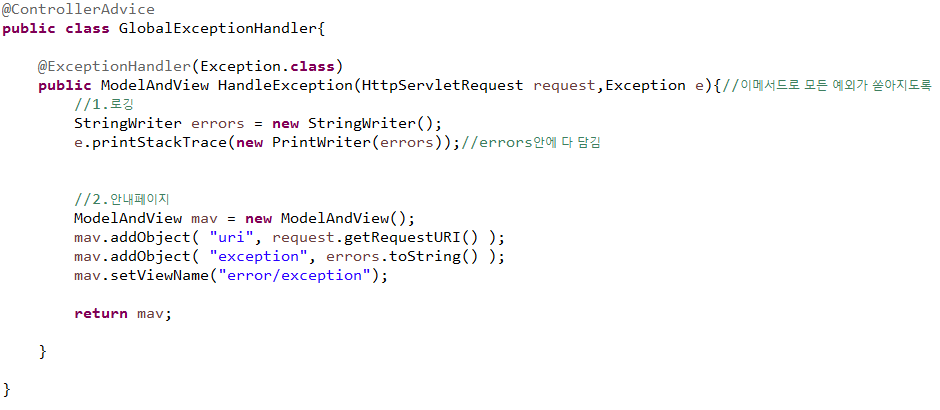 @ControllerAdvice
public class GlobalExceptionHandler{
@ExceptionHandler(Exception.class)
public ModelAndView HandleException(HttpServletRequest request,Exception e){//이메서드로 모든 예외가 쏟아지도록
//1.로깅
StringWriter errors = new StringWriter();
e.printStackTrace(new PrintWriter(errors));//errors안에 다 담김
//2.안내페이지
ModelAndView mav = new ModelAndView();
mav.addObject( "uri", request.getRequestURI() );
mav.addObject( "exception", errors.toString() );
mav.setViewName("error/exception");
return mav;
}
}